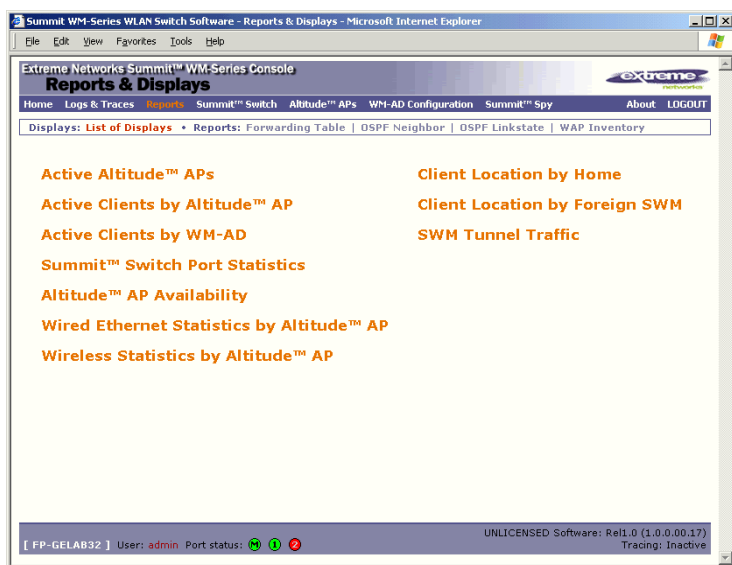 Summit WM-Series WLAN Switch Software - Reports & Displays - Microsoft Internet Explorer
File Edit View Favorites Tools Help
Extreme Networks Summit™ WM-Series Console
Reports & Displays
extreme networks
Home Logs & Traces Reports Summit™ Switch Altitude™ APs WM-AD Configuration Summit™ Spy About LOGOUT
Displays: List of Displays • Reports: Forwarding Table | OSPF Neighbor | OSPF Linkstate | WAP Inventory
Active Altitude™ APs
Active Clients by Altitude™ AP
Active Clients by WM-AD
Summit™ Switch Port Statistics
Altitude™ AP Availability
Wired Ethernet Statistics by Altitude™ AP
Wireless Statistics by Altitude™ AP
Client Location by Home
Client Location by Foreign SWM
SWM Tunnel Traffic
[ FP-GELAB32 ] User: admin Port status: M 1 2
UNLICENSED Software: Rel1.0 (1.0.0.00.17)
Tracing: Inactive